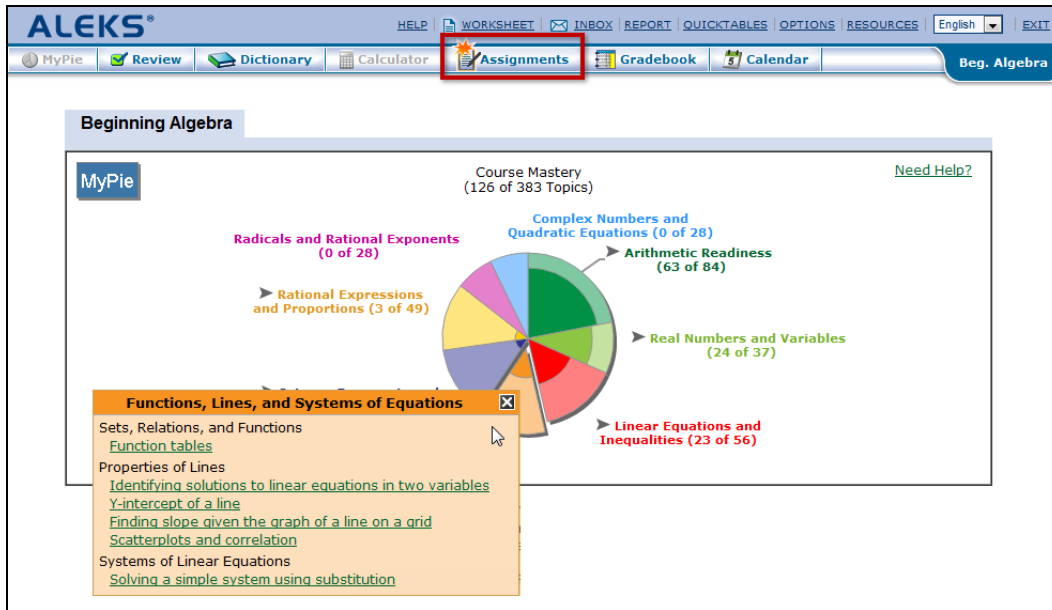 ALEKS®
HELP | WORKSHEET | INBOX | REPORT | QUICKTABLES | OPTIONS | RESOURCES | English | EXIT
MyPie Review Dictionary Calculator Assignments Gradebook 5 Calendar Beg. Algebra
Beginning Algebra
MyPie
Course Mastery
(126 of 383 Topics)
Need Help?
Complex Numbers and
Quadratic Equations (0 of 28)
Radicals and Rational Exponents
(0 of 28)
Arithmetic Readiness
(63 of 84)
Rational Expressions
and Proportions (3 of 49)
Real Numbers and Variables
(24 of 37)
Linear Equations and
Inequalities (23 of 56)
Functions, Lines, and Systems of Equations
Sets, Relations, and Functions
Function tables
Properties of Lines
Identifying solutions to linear equations in two variables
Y-intercept of a line
Finding slope given the graph of a line on a grid
Scatterplots and correlation
Systems of Linear Equations
Solving a simple system using substitution